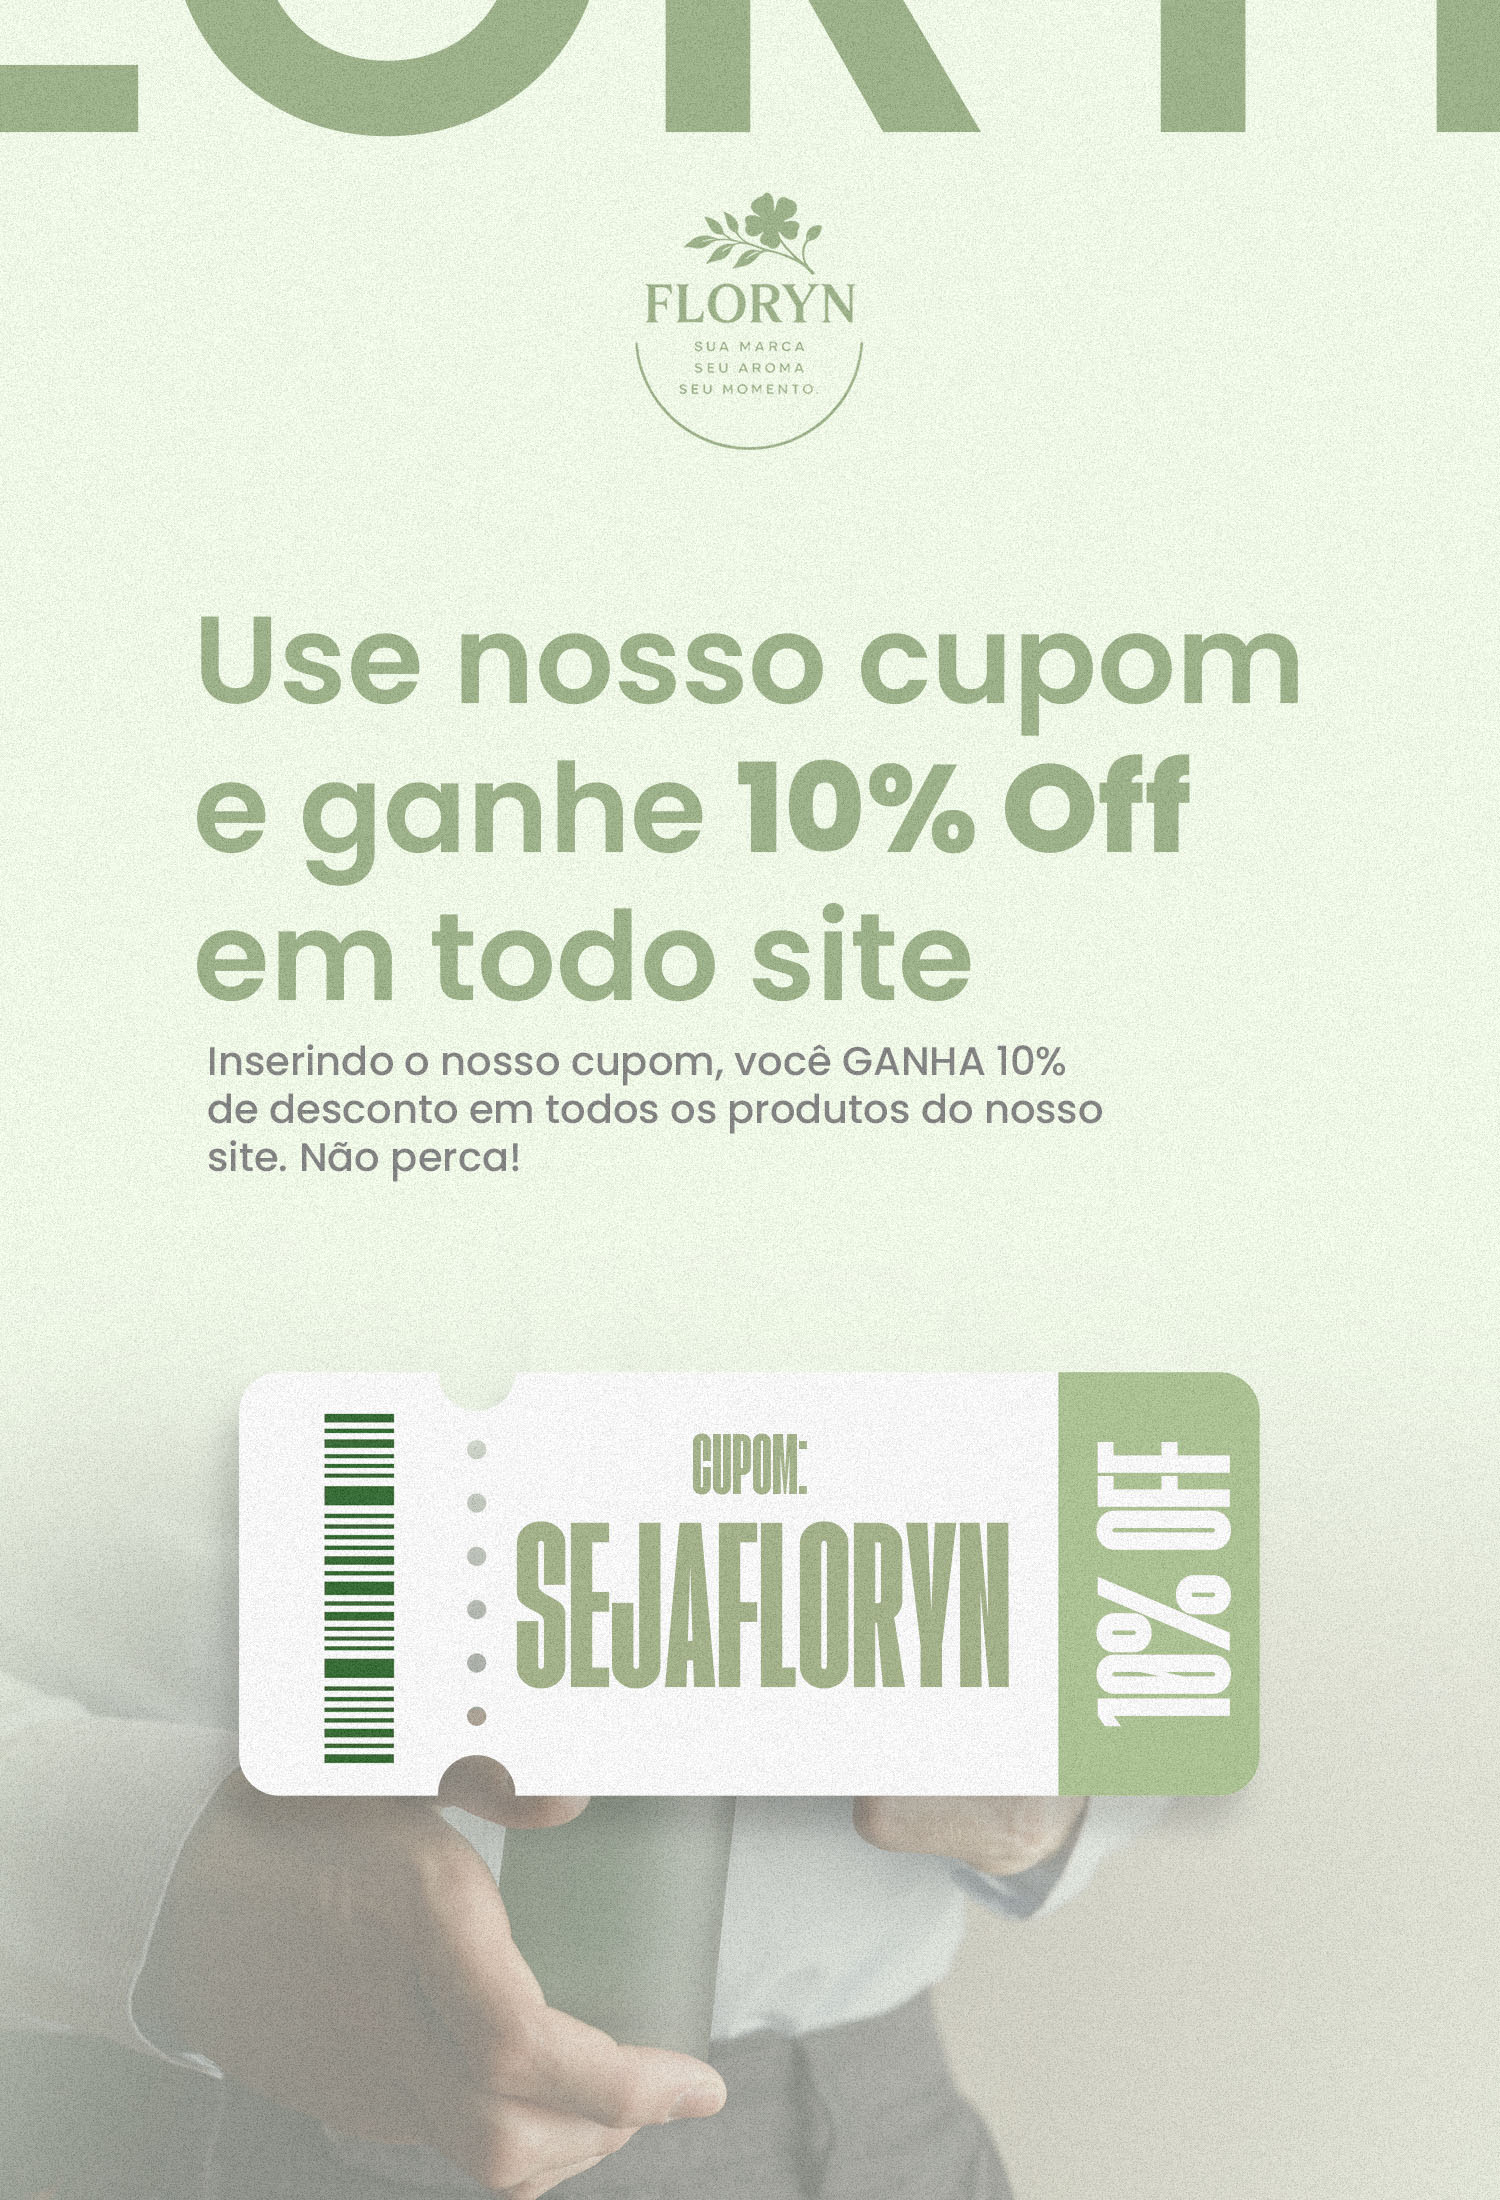 FLORYN
SUA MARCA
SEU AROMA
SEU MOMENTO.
Use nosso cupom
e ganhe 10% Off
em todo site
Inserindo o nosso cupom, você GANHA 10%
de desconto em todos os produtos do nosso
site. Não perca!
CUPOM:
SEJAFLORYN
10% OFF